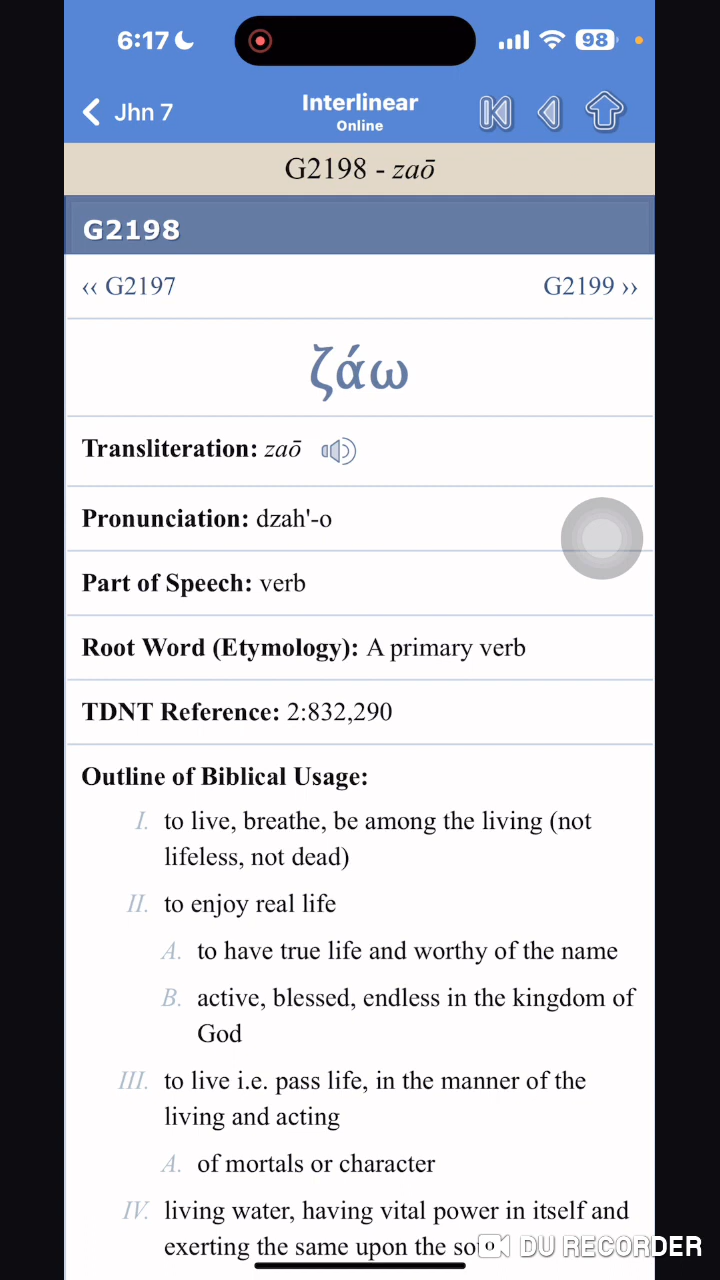 6:17
98
Jhn 7
Interlinear
Online
G2198 - zaō
G2198
‹‹ G2197
G2199 ››
ζάω
Transliteration: zaō
Pronunciation: dzah'-o
Part of Speech: verb
Root Word (Etymology): A primary verb
TDNT Reference: 2:832,290
Outline of Biblical Usage:
I. to live, breathe, be among the living (not
lifeless, not dead)
II. to enjoy real life
A. to have true life and worthy of the name
B. active, blessed, endless in the kingdom of
God
III. to live i.e. pass life, in the manner of the
living and acting
A. of mortals or character
IV. living water, having vital power in itself and
exerting the same upon the
DU RECORDER